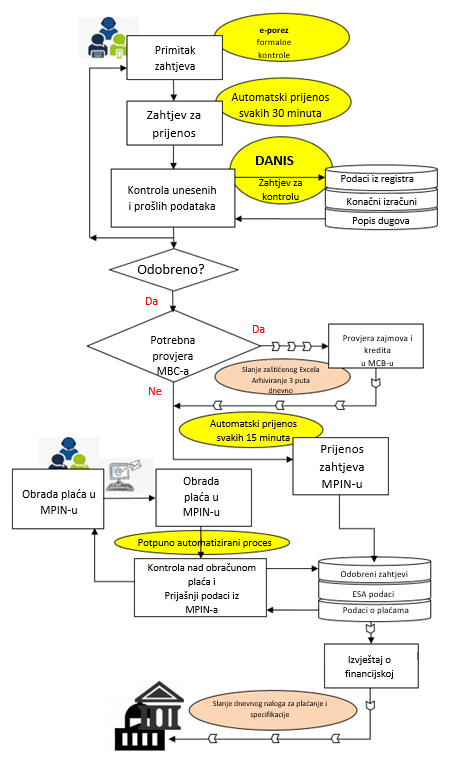 e-porez
formalne
kontrole
Primitak
zahtjeva
Automatski prijenos
svakih 30 minuta
Zahtjev za
prijenos
DANIS
Zahtjev za
kontrolu
Podaci iz registra
Konačni izračuni
Popis dugova
Kontrola unesenih
i prošlih podataka
Odobreno?
Da
Potrebna
provjera
MBC-a
Da
Provjera zajmova i
kredita
u MCB-u
Slanje zaštićenog Excela
Arhiviranje 3 puta
dnevno
Ne
Automatski prijenos
svakih 15 minuta
Prijenos
zahtjeva
MPIN-u
Obrada plaća u
MPIN-u
Obrada
plaća u
MPIN-u
Potpuno automatizirani proces
Kontrola nad obračunom
plaća i
Prijašnji podaci iz
MPIN-a
Odobreni zahtjevi
ESA podaci
Podaci o plaćama
Izvještaj o
financijskoj
Slanje dnevnog naloga za plaćanje i
specifikacije